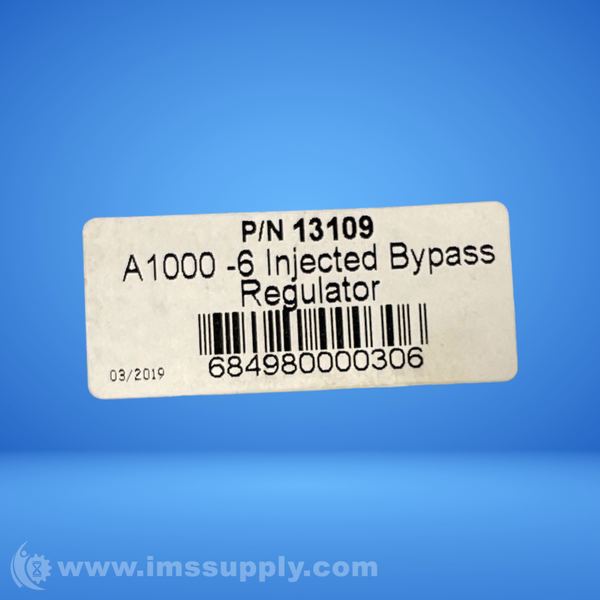 P/N 13109
A1000 -6 Injected Bypass
Regulator
684980000306
03/2019
www.imssupply.com